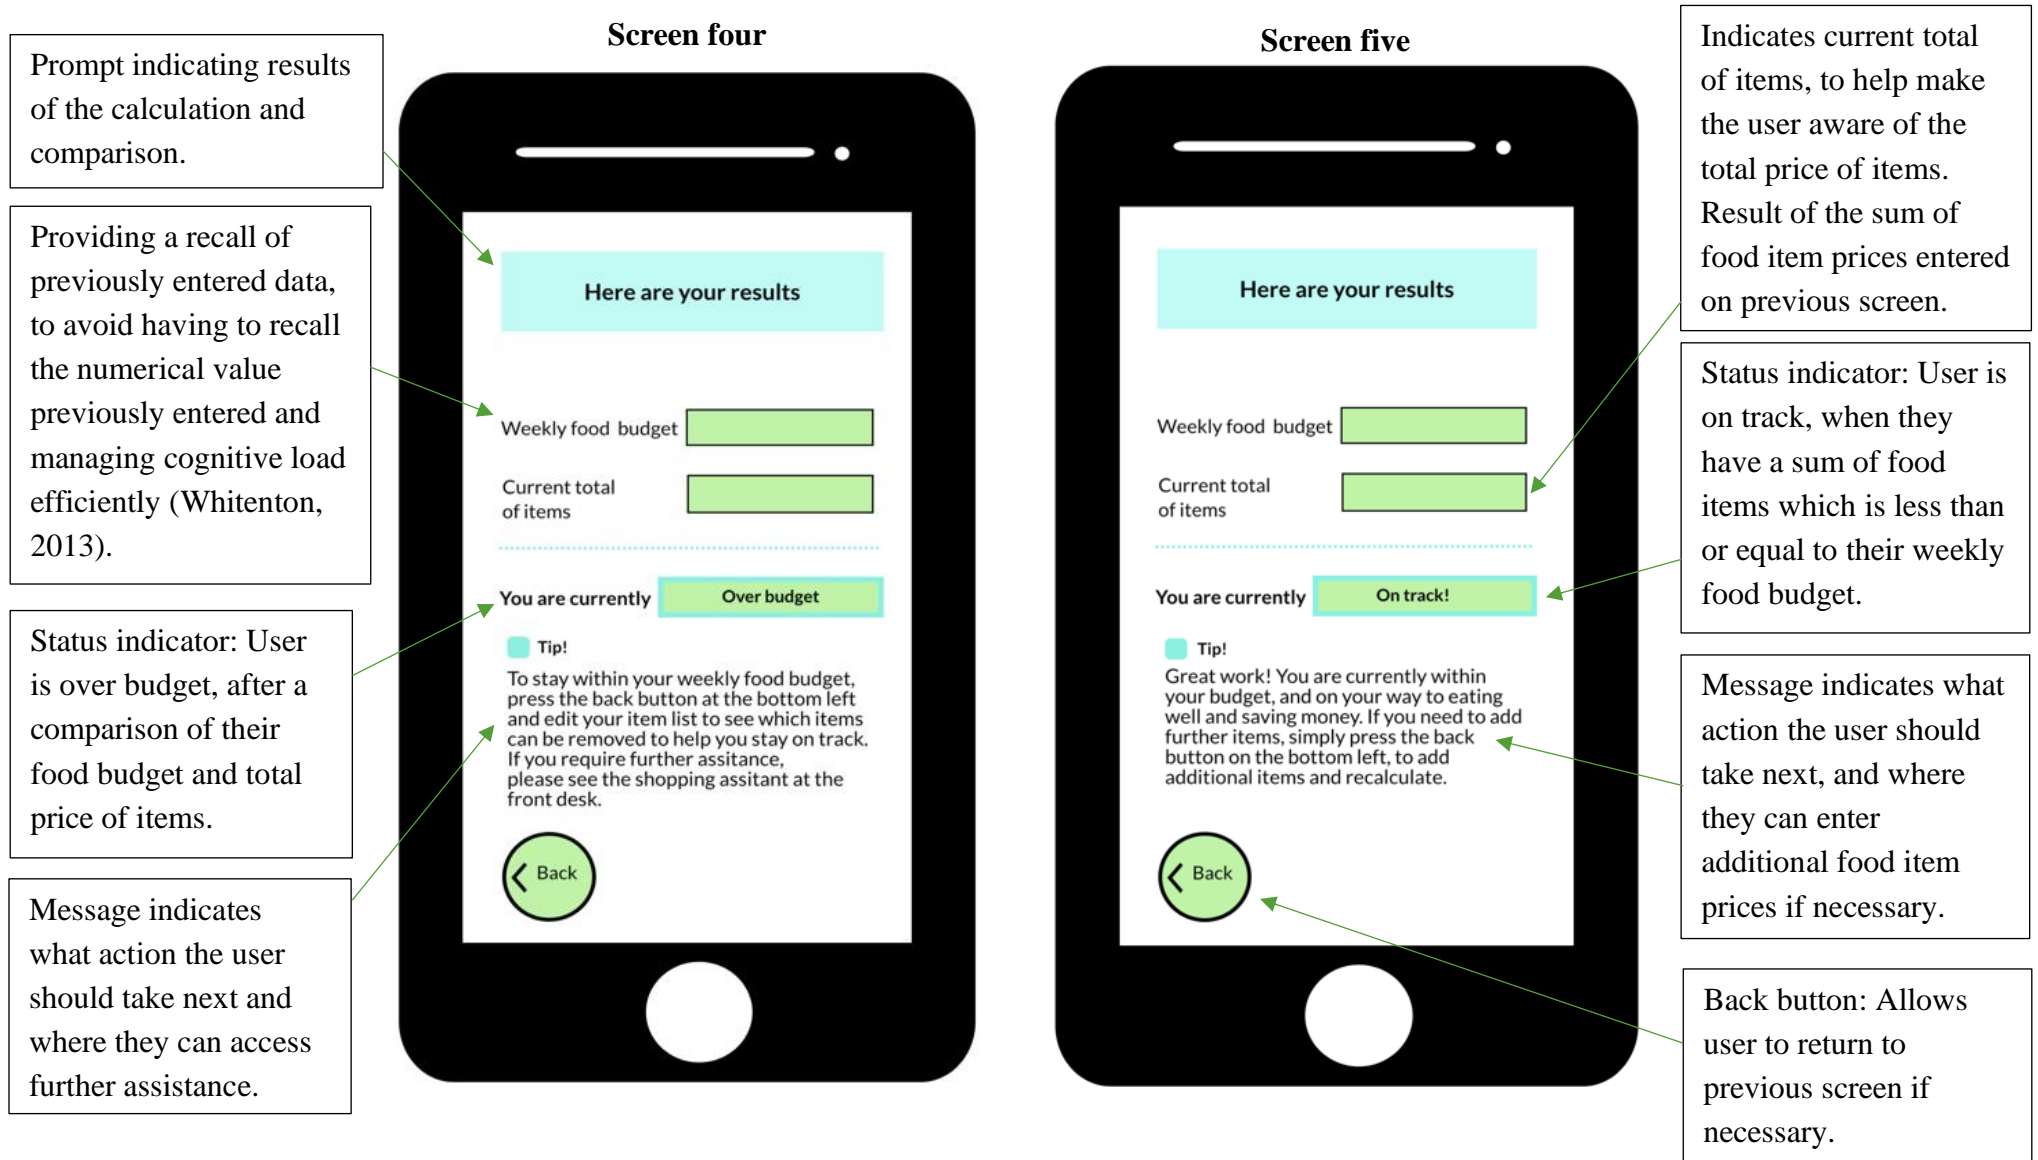 Screen four
Prompt indicating results
of the calculation and
comparison.
Providing a recall of
previously entered data,
to avoid having to recall
the numerical value
previously entered and
managing cognitive load
efficiently (Whitenton,
2013).
Status indicator: User
is over budget, after a
comparison of their
food budget and total
price of items.
Message indicates
what action the user
should take next and
where they can access
further assistance.
Here are your results
Weekly food budget
Current total
of items
You are currently
Over budget
Tip!
To stay within your weekly food budget,
press the back button at the bottom left
and edit your item list to see which items
can be removed to help you stay on track.
If you require further assitance,
please see the shopping assitant at the
front desk.
Back
Screen five
Here are your results
Weekly food budget
Current total
of items
You are currently
On track!
Tip!
Great work! You are currently within
your budget, and on your way to eating
well and saving money. If you need to add
further items, simply press the back
button on the bottom left, to add
additional items and recalculate.
Back
Indicates current total
of items, to help make
the user aware of the
total price of items.
Result of the sum of
food item prices entered
on previous screen.
Status indicator: User is
on track, when they
have a sum of food
items which is less than
or equal to their weekly
food budget.
Message indicates what
action the user should
take next, and where
they can enter
additional food item
prices if necessary.
Back button: Allows
user to return to
previous screen if
necessary.